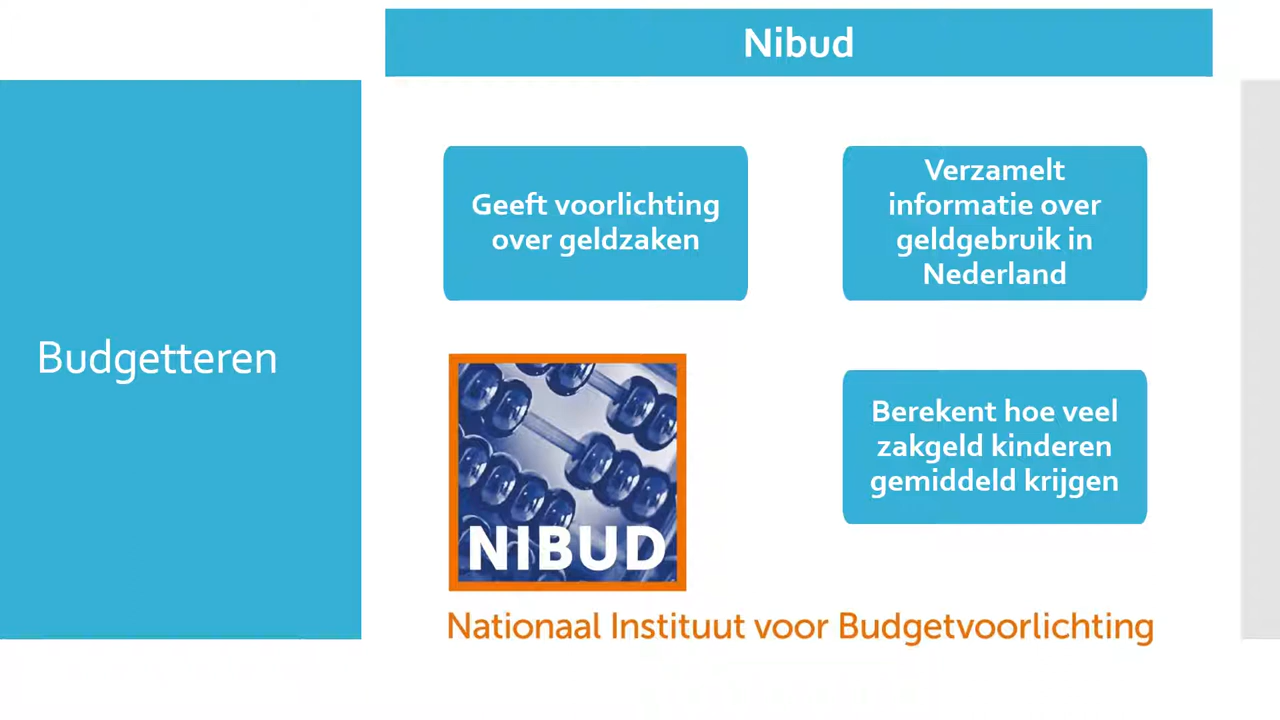 Nibud
Budgetteren
Geeft voorlichting
over geldzaken
Verzamelt
informatie over
geldgebruik in
Nederland
Berekent hoe veel
zakgeld kinderen
gemiddeld krijgen
NIBUD
Nationaal Instituut voor Budgetvoorlichting